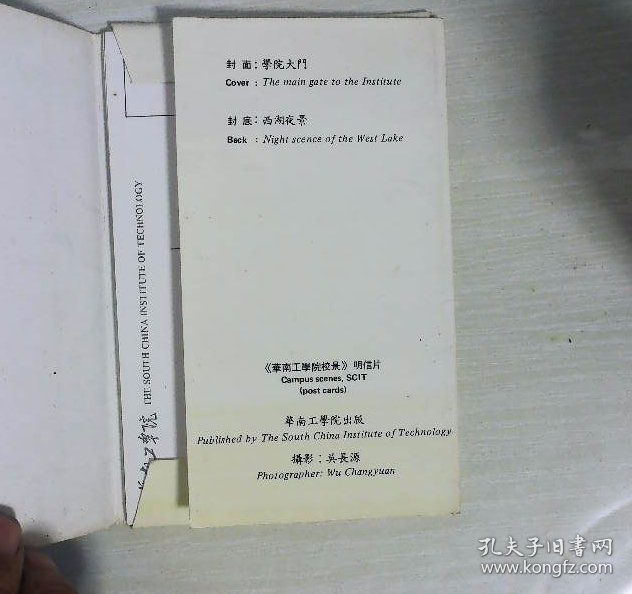 封 面：學院大門
Cover : The main gate to the Institute
封 底：西湖夜景
Back : Night scence of the West Lake
《華南工學院校景》明信片
Campus scenes, SCIT
(post cards)
華南工學院出版
Published by The South China Institute of Technology
攝影：吳長源
Photographer: Wu Changyuan
THE SOUTH CHINA INSTITUTE OF TECHNOLOGY
工學院
孔夫子旧书网
www.kongfz.com